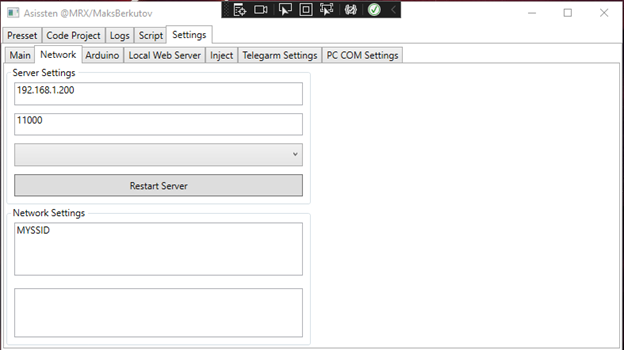 Asissten @MRX/MaksBerkutov
Presset Code Project Logs Script Settings
Main Network Arduino Local Web Server Inject Telegarm Settings PC COM Settings
Server Settings
192.168.1.200
11000
Restart Server
Network Settings
MYSSID